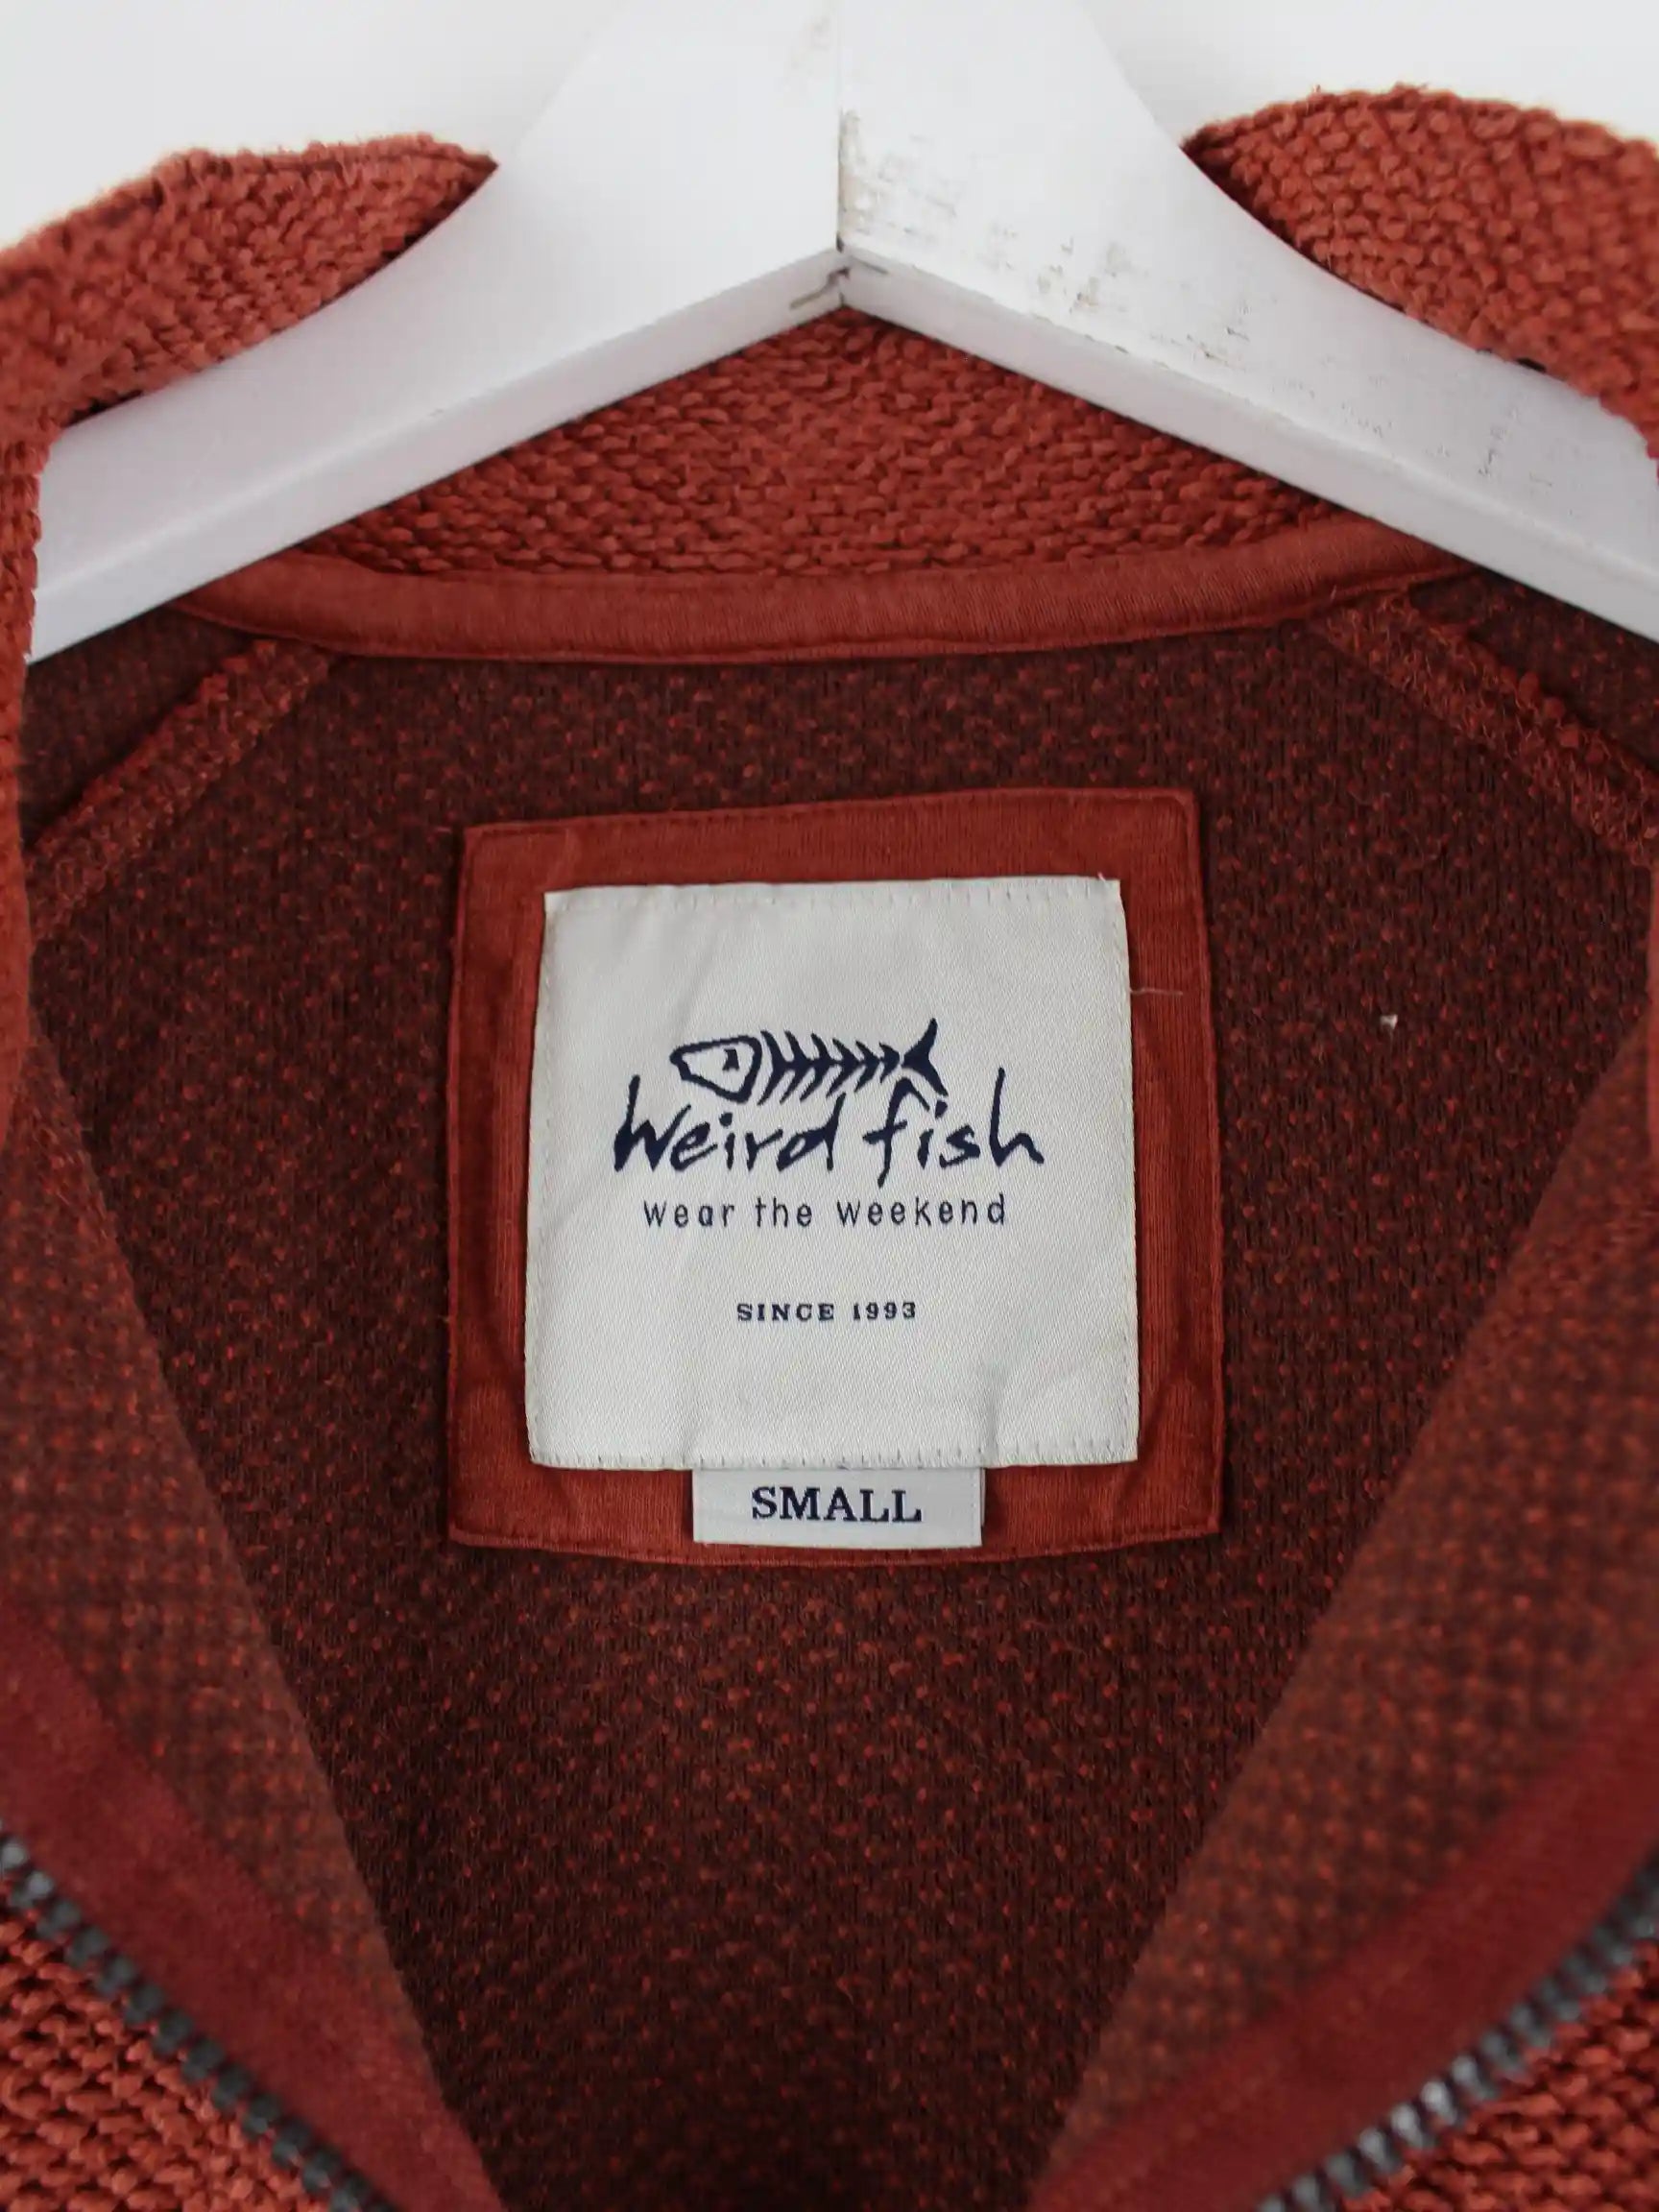 Weird fish
Wear the weekend
SINCE 1993
SMALL